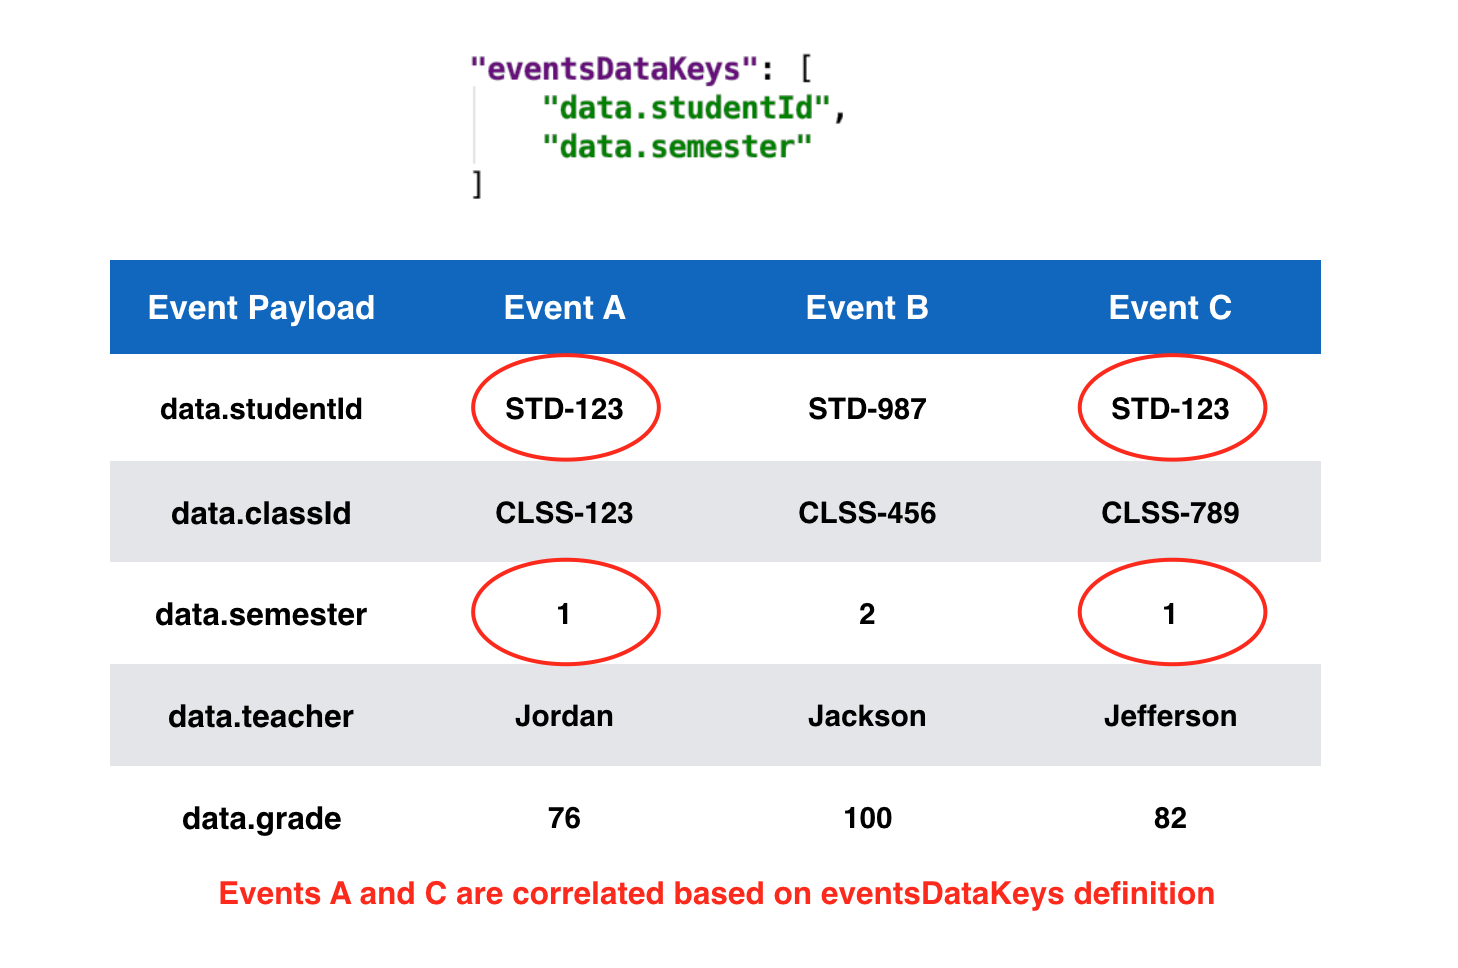 "eventsDataKeys": [
"data.studentId",
"data.semester"
]
Event Payload Event A Event B Event C
data.studentId STD-123 STD-987 STD-123
data.classId CLSS-123 CLSS-456 CLSS-789
data.semester 1 2 1
data.teacher Jordan Jackson Jefferson
data.grade 76 100 82
Events A and C are correlated based on eventsDataKeys definition